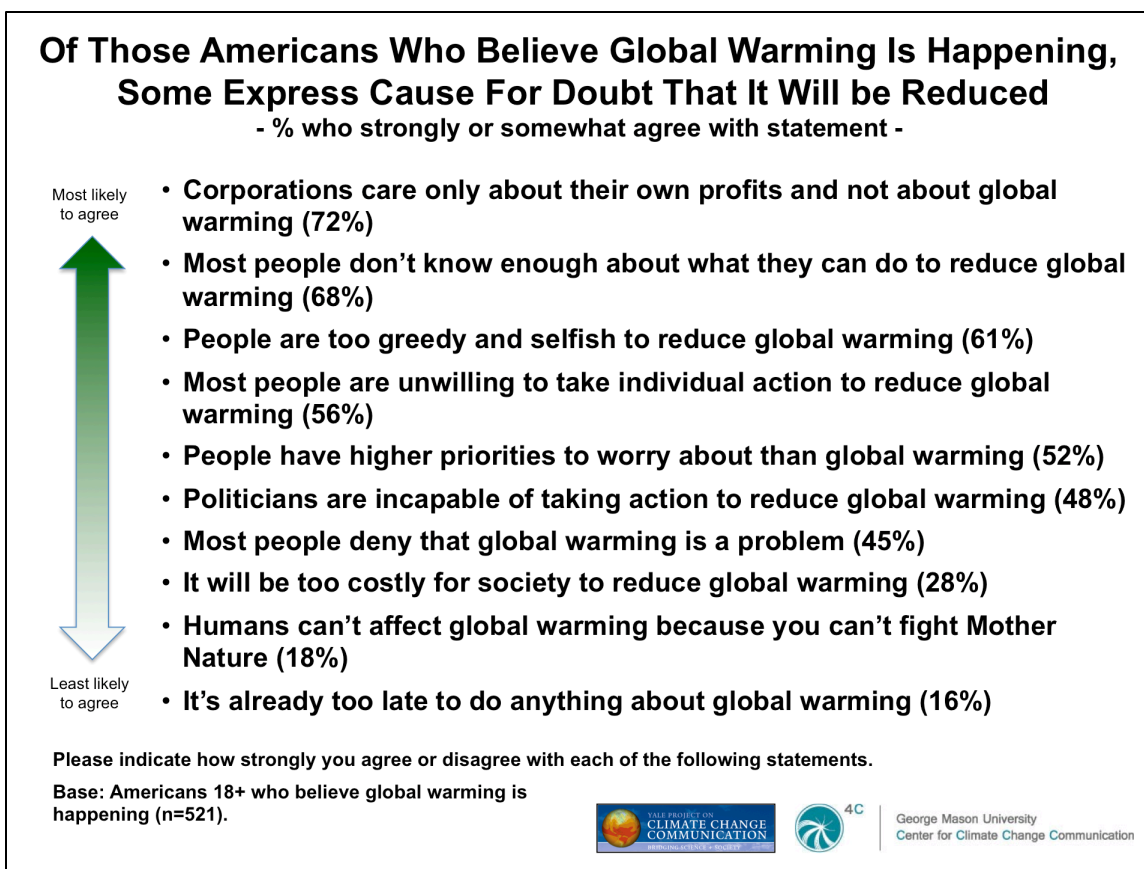 Of Those Americans Who Believe Global Warming Is Happening,
Some Express Cause For Doubt That It Will be Reduced
- % who strongly or somewhat agree with statement -
Most likely
to agree
• Corporations care only about their own profits and not about global
warming (72%)
• Most people don’t know enough about what they can do to reduce global
warming (68%)
• People are too greedy and selfish to reduce global warming (61%)
• Most people are unwilling to take individual action to reduce global
warming (56%)
• People have higher priorities to worry about than global warming (52%)
• Politicians are incapable of taking action to reduce global warming (48%)
• Most people deny that global warming is a problem (45%)
• It will be too costly for society to reduce global warming (28%)
• Humans can’t affect global warming because you can’t fight Mother
Nature (18%)
Least likely
to agree
• It’s already too late to do anything about global warming (16%)
Please indicate how strongly you agree or disagree with each of the following statements.
Base: Americans 18+ who believe global warming is
happening (n=521).
YALE PROJECT ON
CLIMATE CHANGE
COMMUNICATION
BRIDGING SCIENCE & SOCIETY
4C
George Mason University
Center for Climate Change Communication